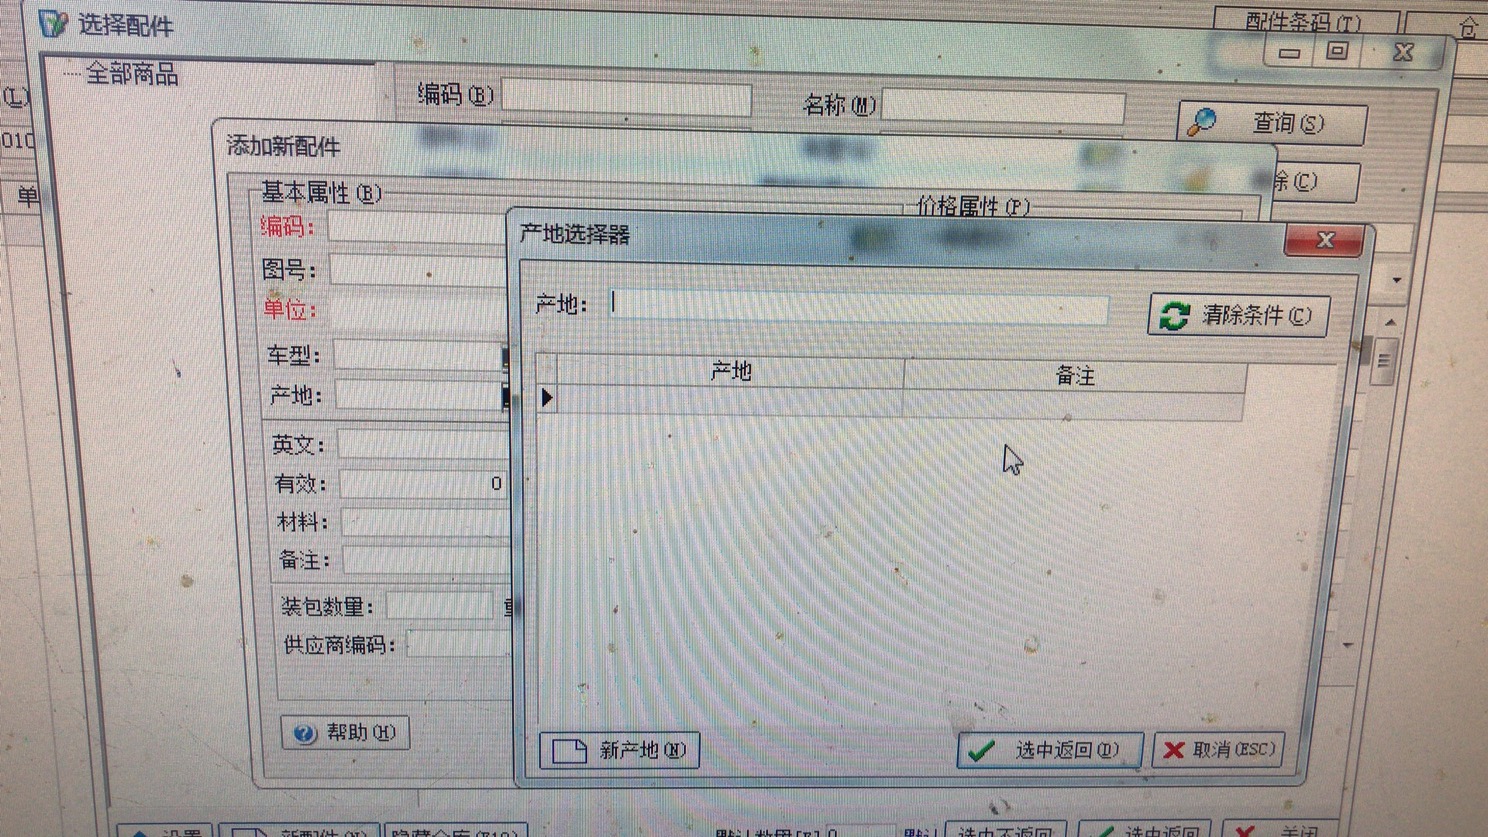 选择配件
配件条码(T)
仓
全部商品
(L)
编码(B)
名称(M)
查询(S)
010
添加新配件
除(C)
单
基本属性(B)
价格属性(P)
编码:
产地选择器
图号:
产地:
清除条件(C)
单位:
车型:
产地
备注
产地:
英文:
有效:
0
材料:
备注:
装包数量:
供应商编码:
帮助(H)
新产地(N)
选中返回(D)
取消(ESC)
设置
新配件(N)
隐藏仓库(F12)
默认数量[F]0
默认
选中不返回
选中返回
关闭